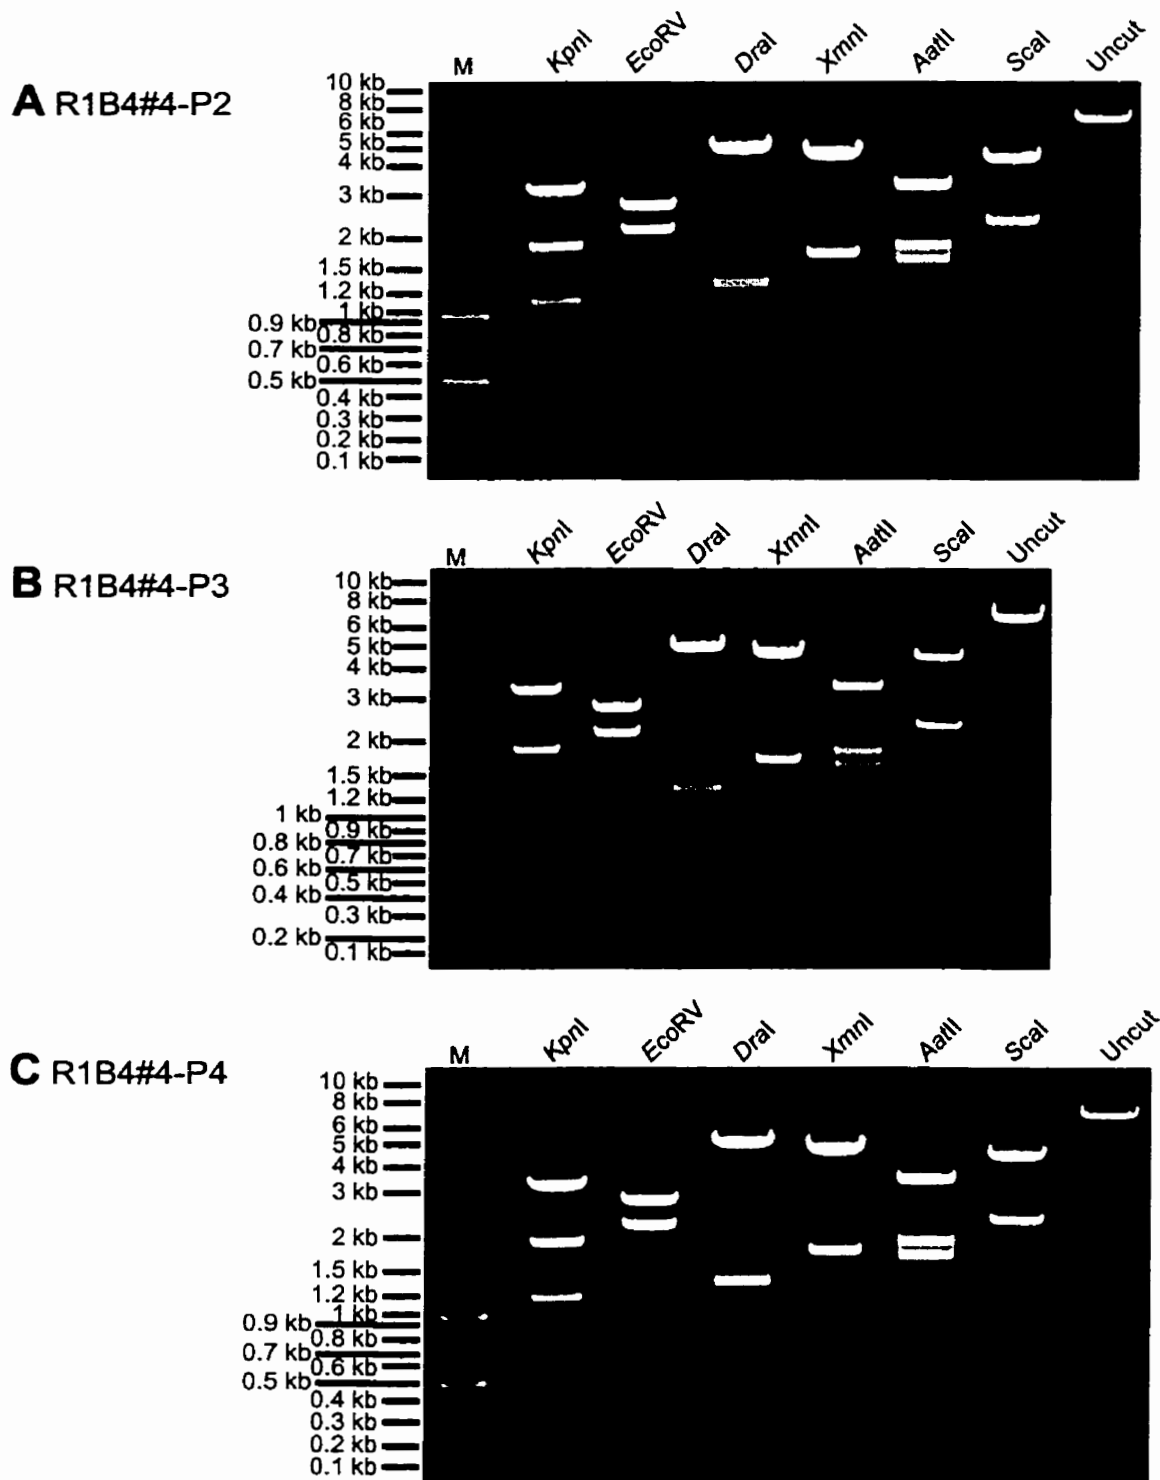 M KpnI EcoRV DraI XmnI AatII ScaI Uncut
A R1B4#4-P2
10 kb
8 kb
6 kb
5 kb
4 kb
3 kb
2 kb
1.5 kb
1.2 kb
1 kb
0.9 kb
0.8 kb
0.7 kb
0.6 kb
0.5 kb
0.4 kb
0.3 kb
0.2 kb
0.1 kb
M KpnI EcoRV DraI XmnI AatII ScaI Uncut
B R1B4#4-P3
10 kb
8 kb
6 kb
5 kb
4 kb
3 kb
2 kb
1.5 kb
1.2 kb
1 kb
0.9 kb
0.8 kb
0.7 kb
0.6 kb
0.5 kb
0.4 kb
0.3 kb
0.2 kb
0.1 kb
M KpnI EcoRV DraI XmnI AatII ScaI Uncut
C R1B4#4-P4
10 kb
8 kb
6 kb
5 kb
4 kb
3 kb
2 kb
1.5 kb
1.2 kb
1 kb
0.9 kb
0.8 kb
0.7 kb
0.6 kb
0.5 kb
0.4 kb
0.3 kb
0.2 kb
0.1 kb